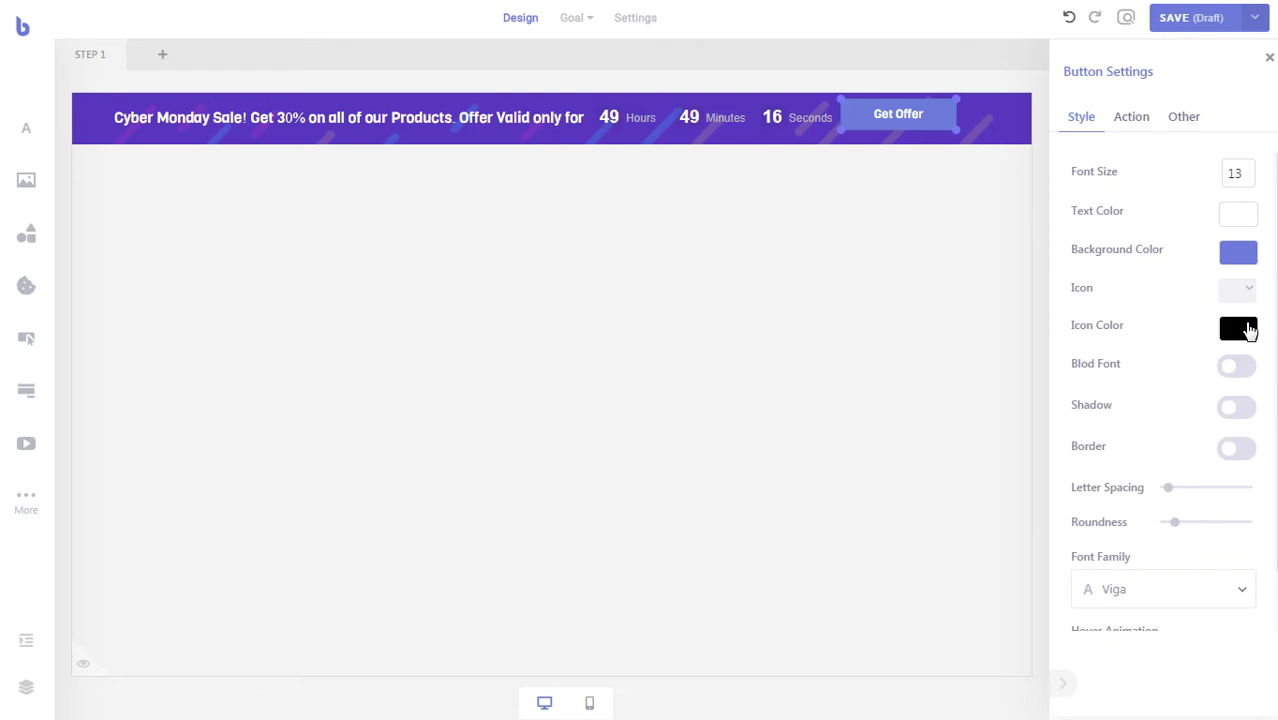 b
Design
Goal
Settings
SAVE (Draft)
STEP 1
+
Button Settings
Cyber Monday Sale! Get 30% on all of our Products. Offer Valid only for 49 Hours 49 Minutes 16 Seconds
Get Offer
Style
Action
Other
Font Size
13
Text Color
Background Color
Icon
Icon Color
Blod Font
Shadow
Border
Letter Spacing
Roundness
Font Family
A Viga
Hover Animation
A
More